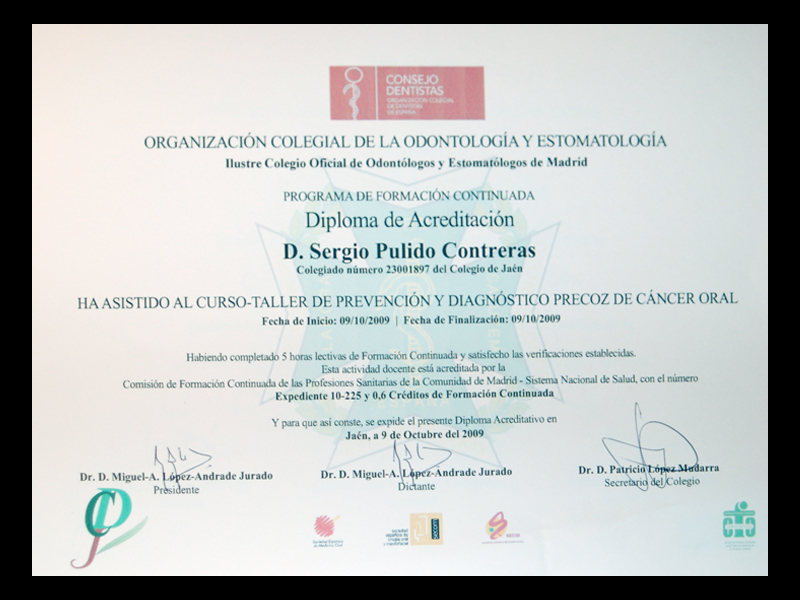 CONSEJO
DENTISTAS
ORGANIZACIÓN COLEGIAL
DE DENTISTAS
DE ESPAÑA
ORGANIZACIÓN COLEGIAL DE LA ODONTOLOGÍA Y ESTOMATOLOGÍA
Ilustre Colegio Oficial de Odontólogos y Estomatólogos de Madrid
PROGRAMA DE FORMACIÓN CONTINUADA
Diploma de Acreditación
D. Sergio Pulido Contreras
Colegiado número 23001897 del Colegio de Jaén
HA ASISTIDO AL CURSO-TALLER DE PREVENCIÓN Y DIAGNÓSTICO PRECOZ DE CÁNCER ORAL
Fecha de Inicio: 09/10/2009 | Fecha de Finalización: 09/10/2009
Habiendo completado 5 horas lectivas de Formación Continuada y satisfecho las verificaciones establecidas.
Esta actividad docente está acreditada por la
Comisión de Formación Continuada de las Profesiones Sanitarias de la Comunidad de Madrid - Sistema Nacional de Salud, con el número
Expediente 10-225 y 0,6 Créditos de Formación Continuada
Y para que así conste, se expide el presente Diploma Acreditativo en
Jaén, a 9 de Octubre del 2009
Dr. D. Miguel-A. López-Andrade Jurado
Presidente
Dr. D. Miguel-A. López-Andrade Jurado
Dictante
Dr. D. Patricio López Mudarra
Secretario del Colegio